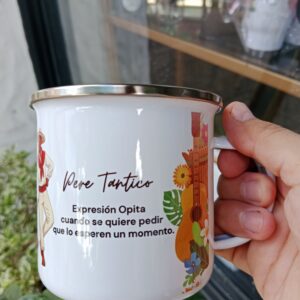 Pere Tantico
Expresión Opita
cuando se quiere pedir
que lo esperen un momento.